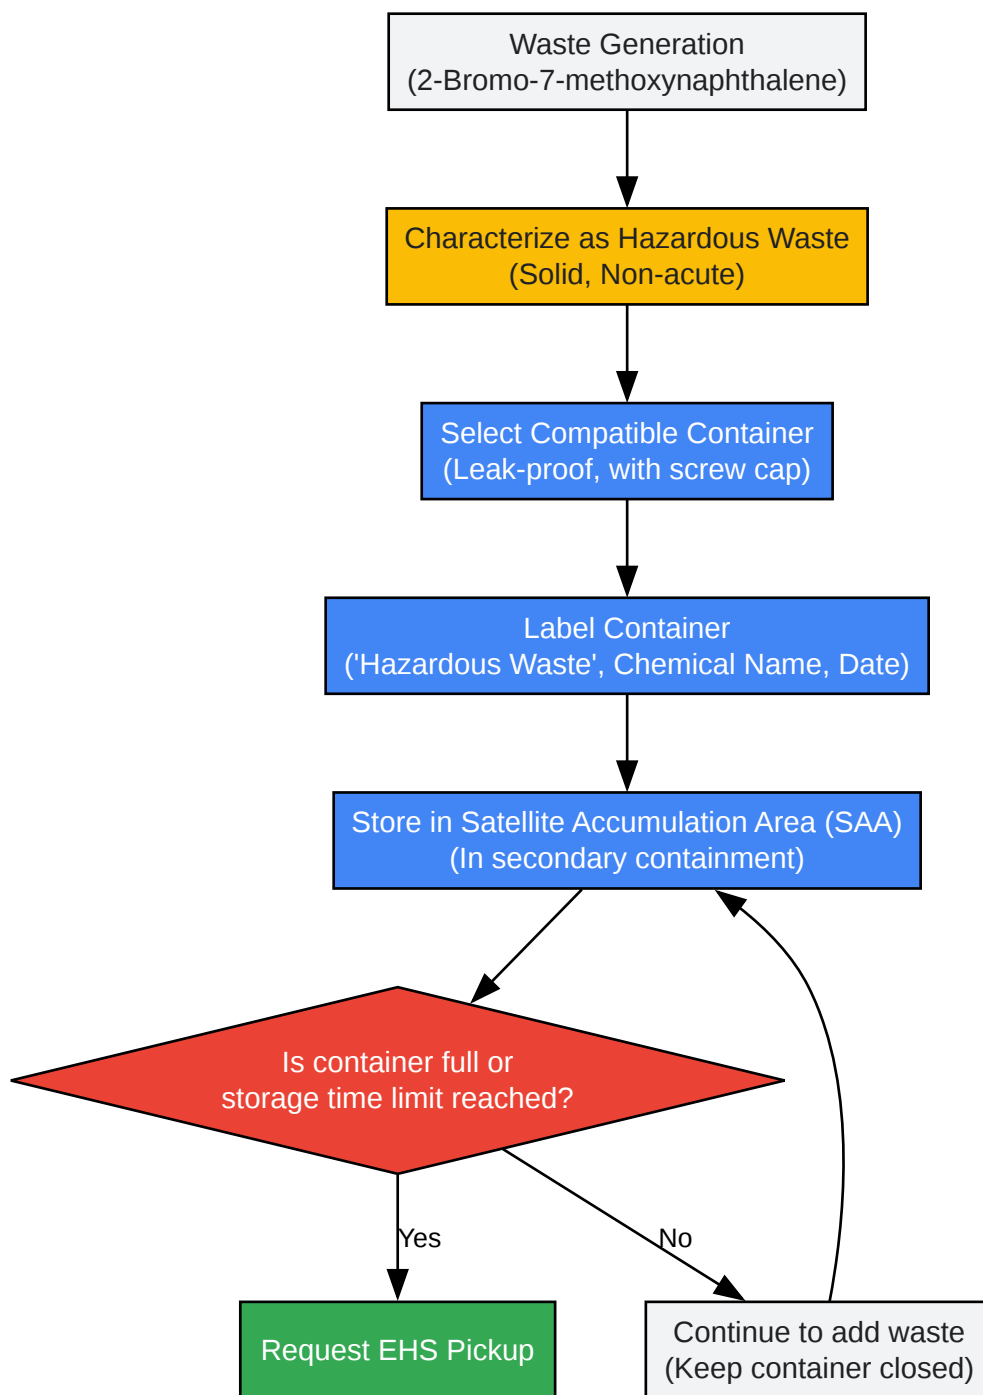 Waste Generation
(2-Bromo-7-methoxynaphthalene)
Characterize as Hazardous Waste
(Solid, Non-acute)
Select Compatible Container
(Leak-proof, with screw cap)
Label Container
('Hazardous Waste', Chemical Name, Date)
Store in Satellite Accumulation Area (SAA)
(In secondary containment)
Is container full or
storage time limit reached?
Yes
No
Request EHS Pickup
Continue to add waste
(Keep container closed)